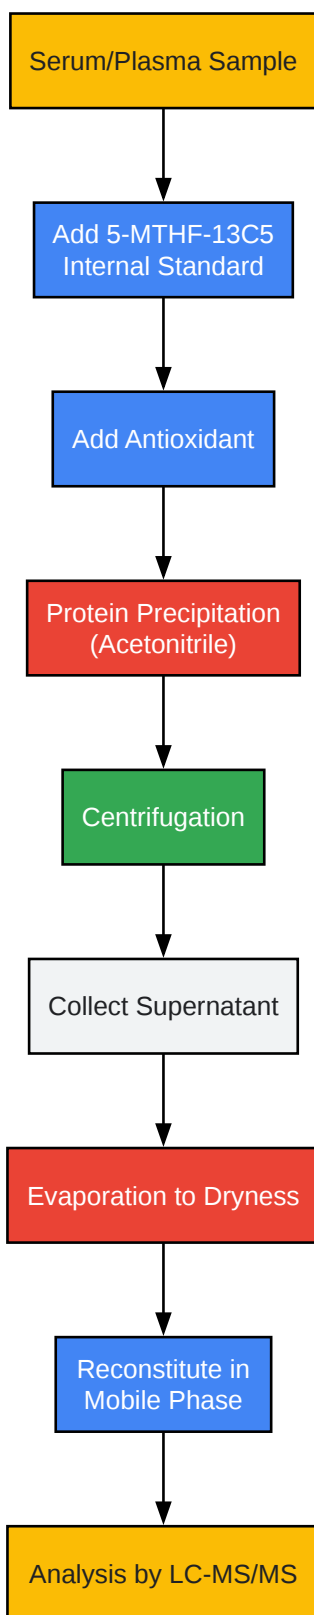 Serum/Plasma Sample
Add 5-MTHF-13C5
Internal Standard
Add Antioxidant
Protein Precipitation
(Acetonitrile)
Centrifugation
Collect Supernatant
Evaporation to Dryness
Reconstitute in
Mobile Phase
Analysis by LC-MS/MS